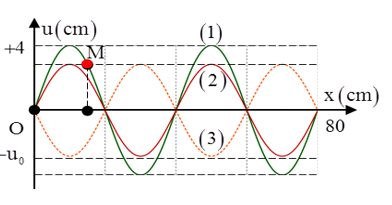 u(cm)
+4
(1)
M
(2)
x(cm)
O
80
(3)
-u₀